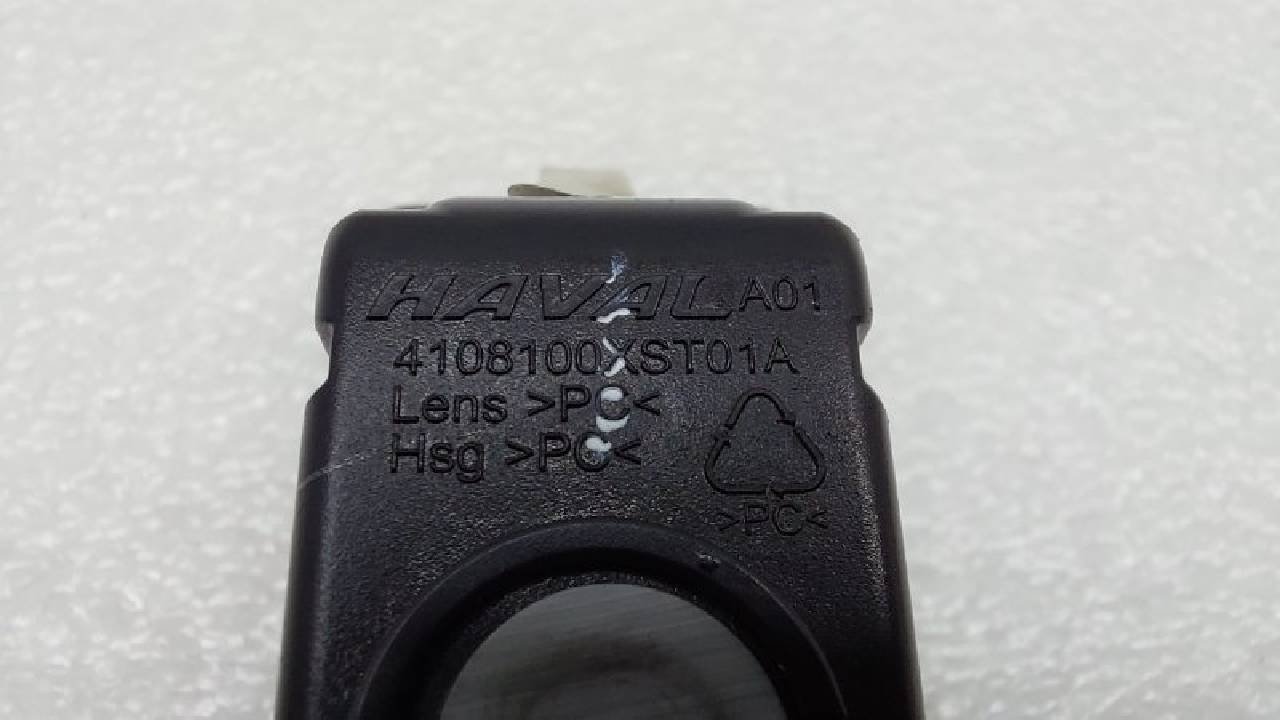 HAVAL A01
4108100XST01A
Lens >PC<
Hsg >PC<
>PC<